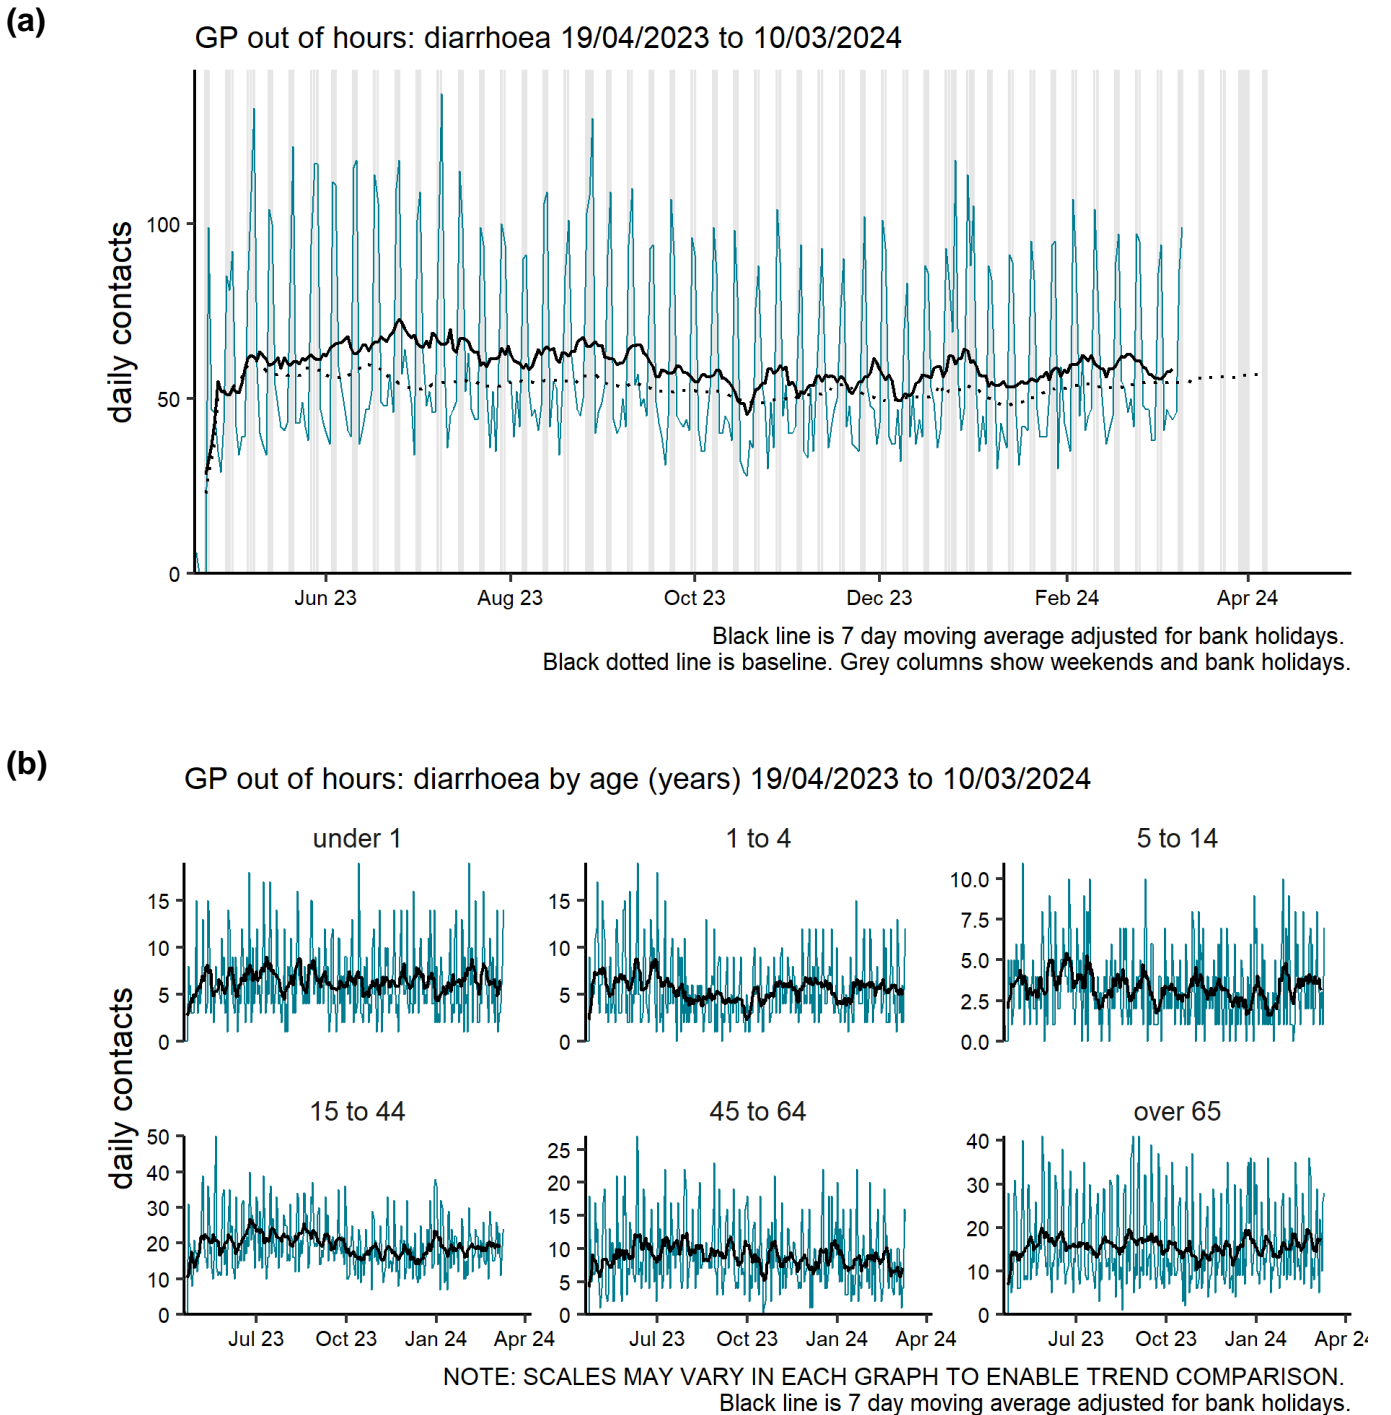 (a)
GP out of hours: diarrhoea 19/04/2023 to 10/03/2024
daily contacts
100
50
0
Jun 23 Aug 23 Oct 23 Dec 23 Feb 24 Apr 24
Black line is 7 day moving average adjusted for bank holidays.
Black dotted line is baseline. Grey columns show weekends and bank holidays.
(b)
GP out of hours: diarrhoea by age (years) 19/04/2023 to 10/03/2024
daily contacts
under 1
15
10
5
0
1 to 4
15
10
5
0
5 to 14
10.0
7.5
5.0
2.5
0.0
15 to 44
50
40
30
20
10
0
Jul 23 Oct 23 Jan 24 Apr 24
45 to 64
25
20
15
10
5
0
Jul 23 Oct 23 Jan 24 Apr 24
over 65
40
30
20
10
0
Jul 23 Oct 23 Jan 24 Apr 2
NOTE: SCALES MAY VARY IN EACH GRAPH TO ENABLE TREND COMPARISON.
Black line is 7 day moving average adjusted for bank holidays.